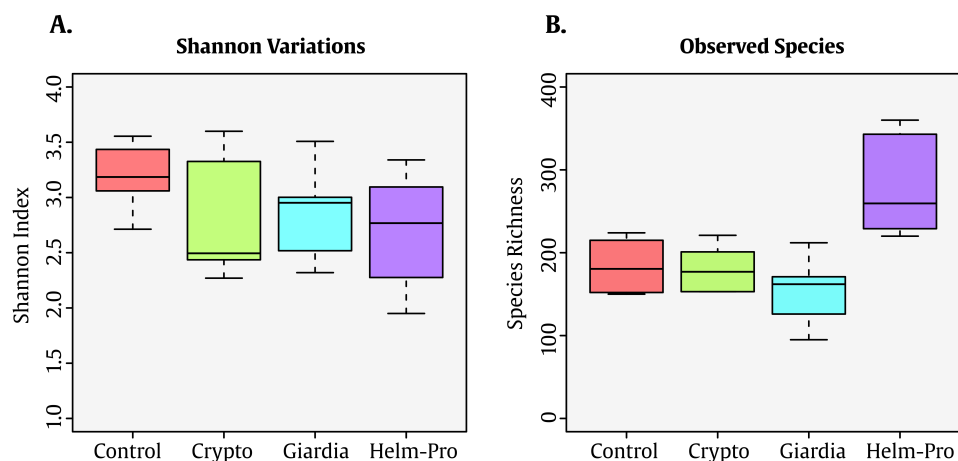 A.
Shannon Variations
Shannon Index
4.0
3.5
3.0
2.5
2.0
1.5
1.0
Control Crypto Giardia Helm-Pro
B.
Observed Species
Species Richness
400
300
200
100
0
Control Crypto Giardia Helm-Pro